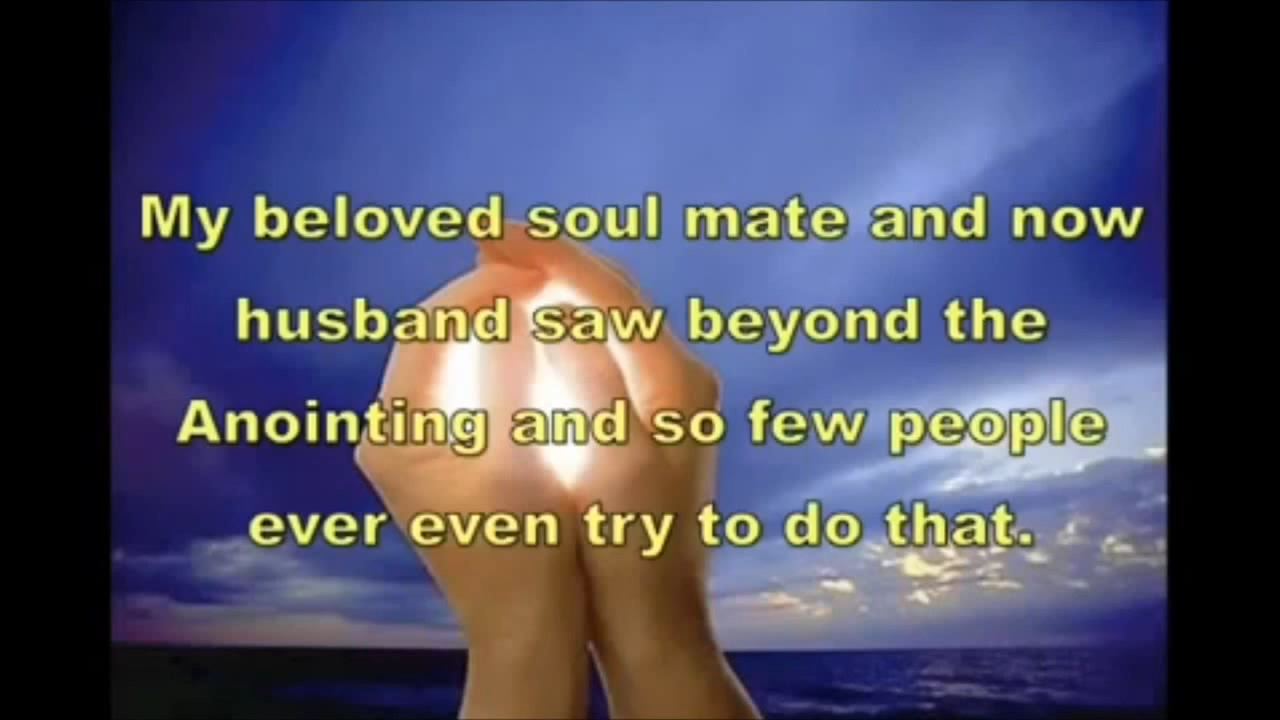 My beloved soul mate and now
husband saw beyond the
Anointing and so few people
ever even try to do that.